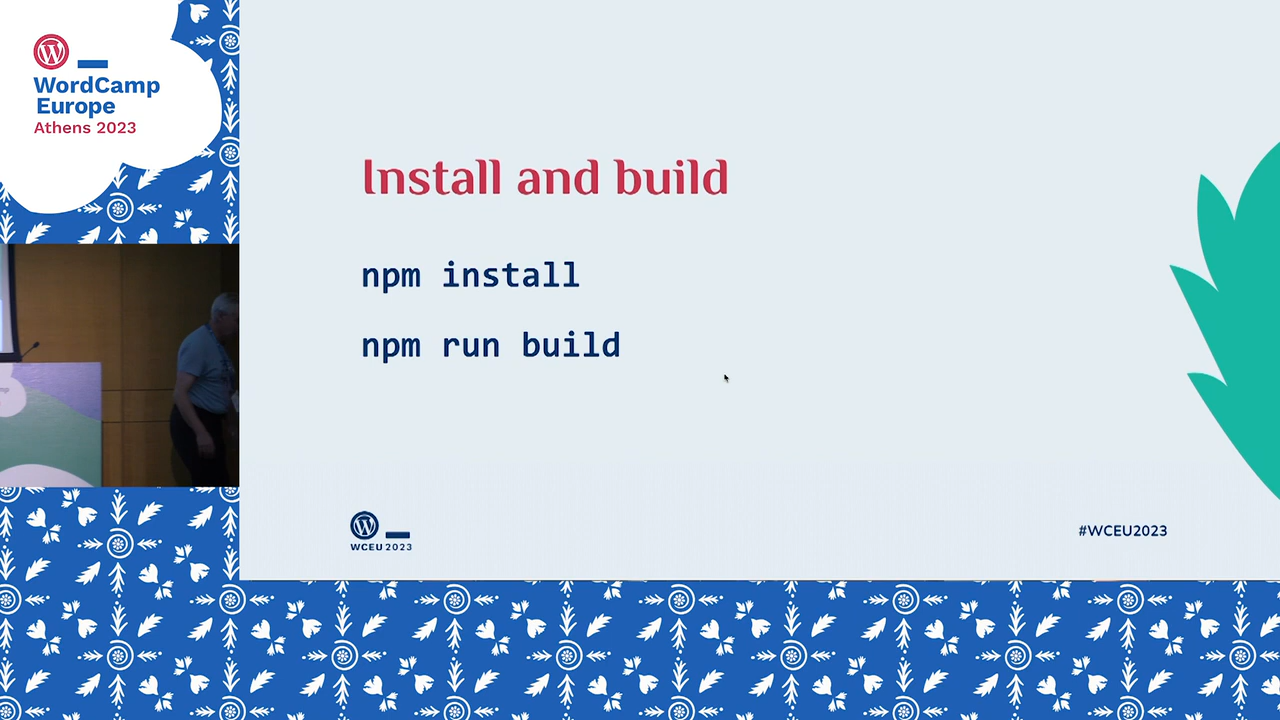 WordCamp
Europe
Athens 2023
Install and build
npm install
npm run build
WCEU 2023
#WCEU2023